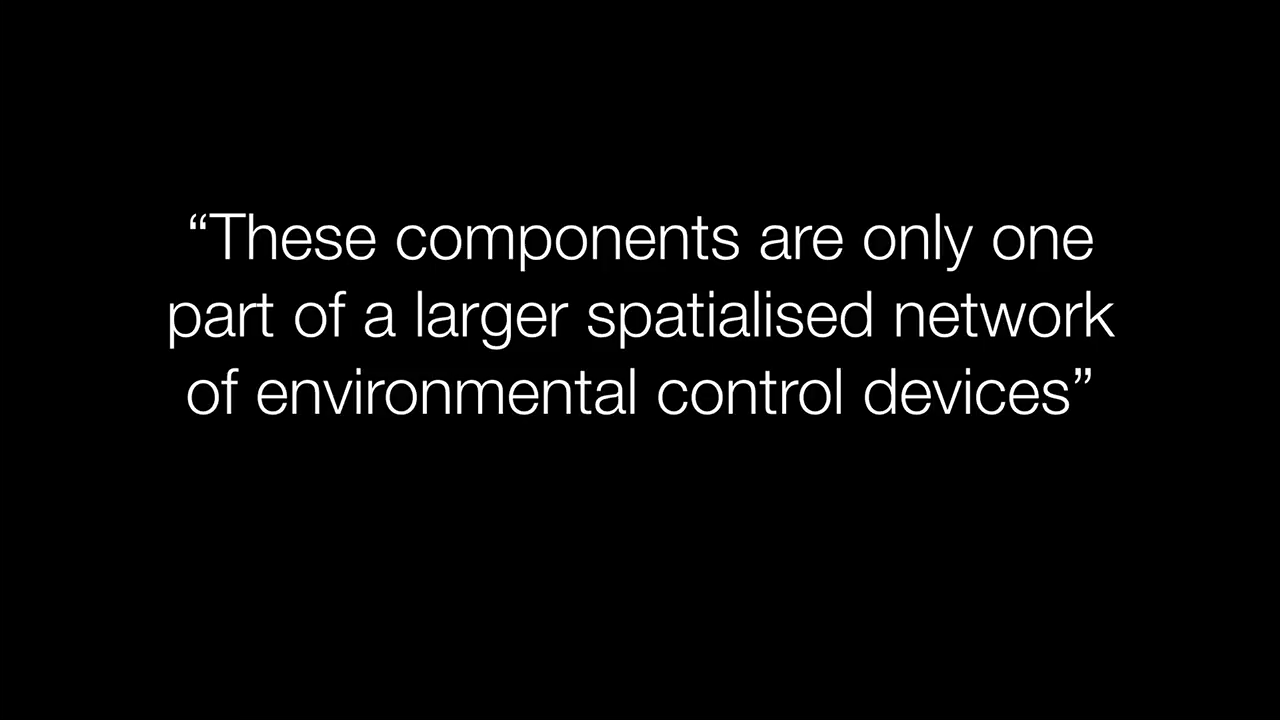 “These components are only one
part of a larger spatialised network
of environmental control devices”